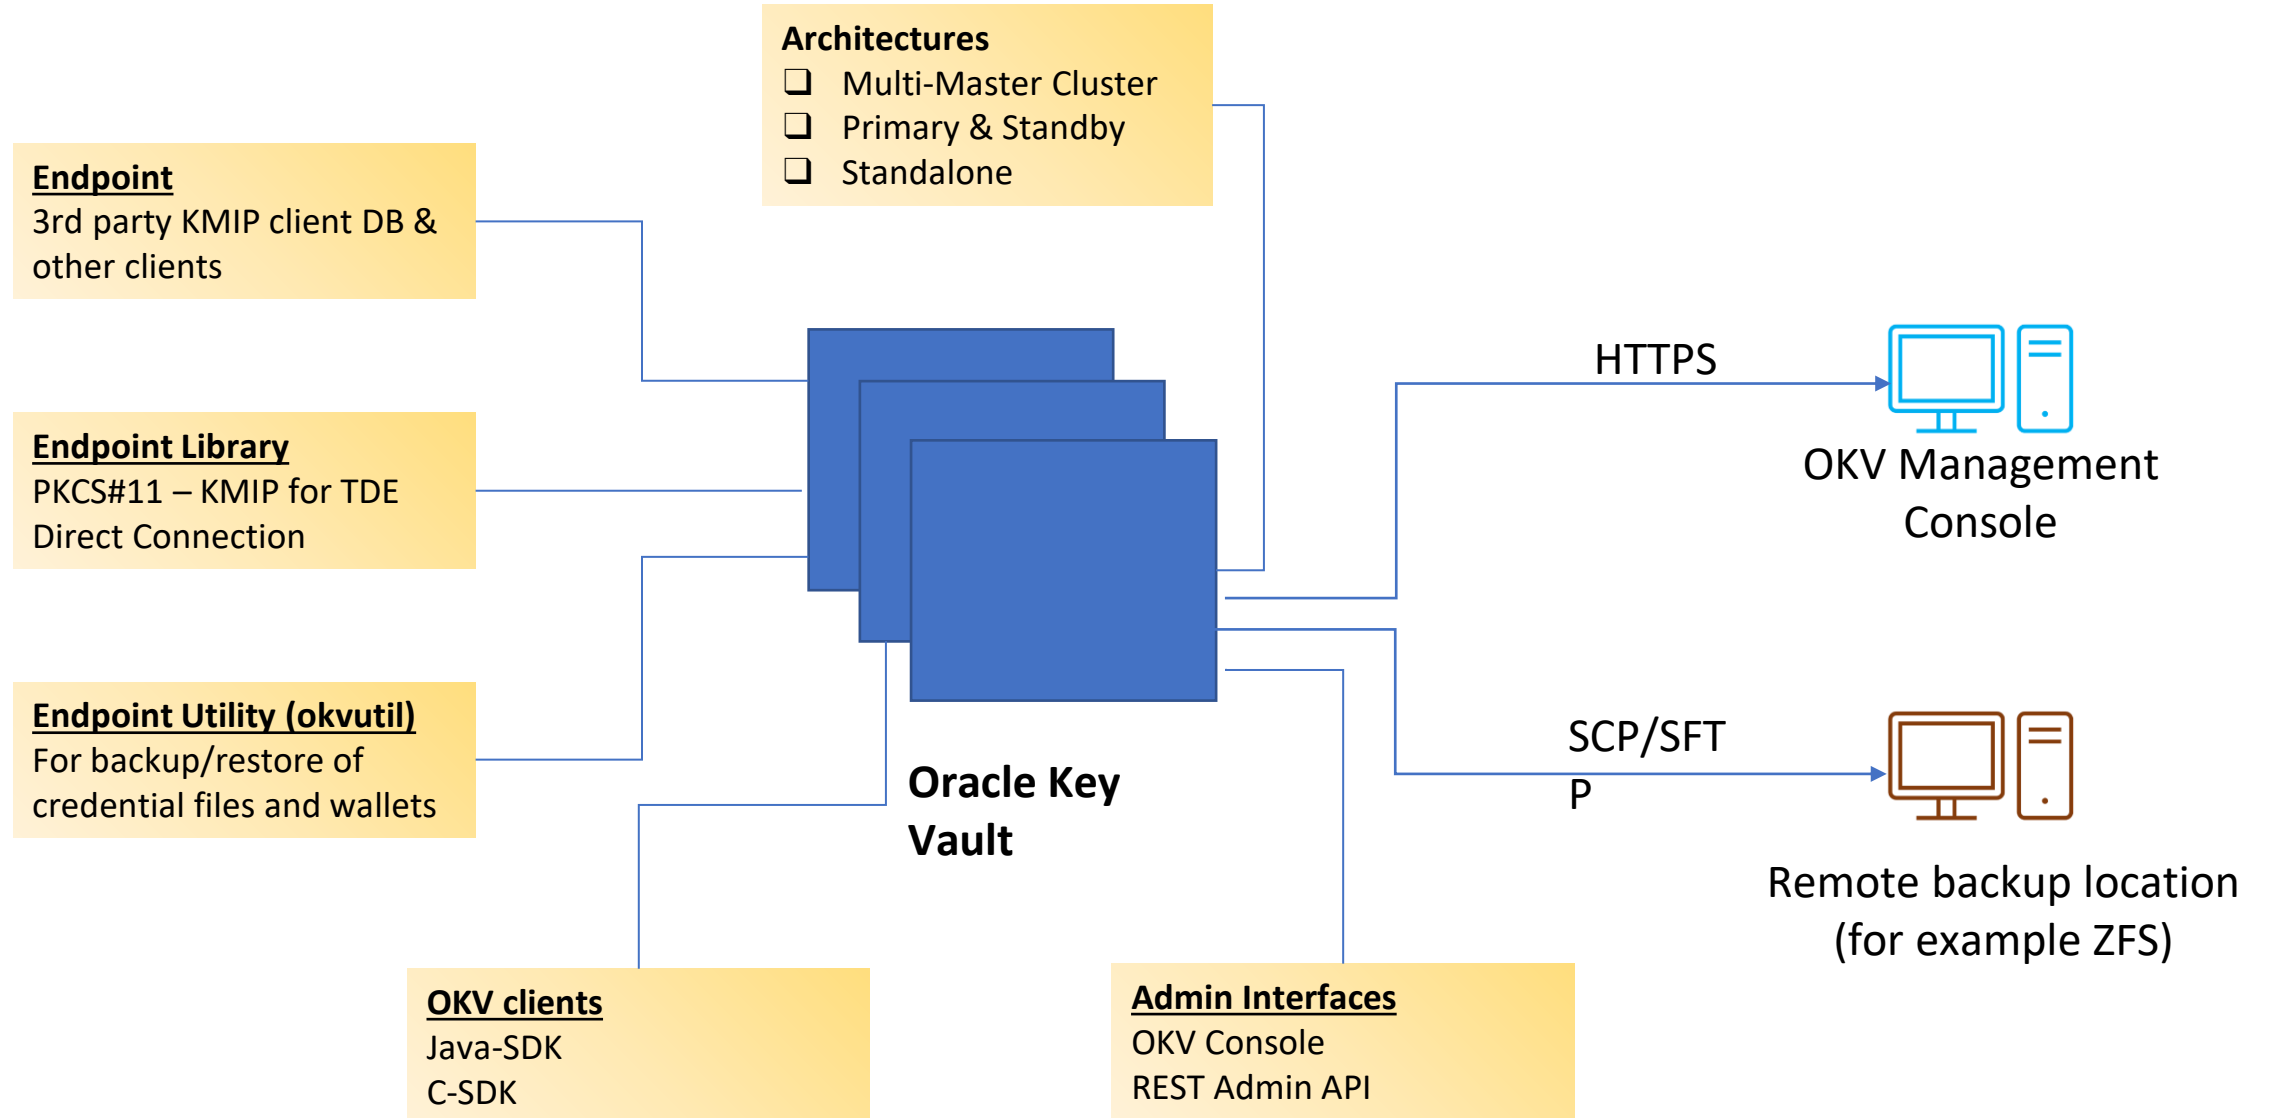 Architectures
❑ Multi-Master Cluster
❑ Primary & Standby
❑ Standalone
Endpoint
3rd party KMIP client DB &
other clients
Endpoint Library
PKCS#11 – KMIP for TDE
Direct Connection
Endpoint Utility (okvutil)
For backup/restore of
credential files and wallets
Oracle Key
Vault
HTTPS
OKV Management
Console
SCP/SFT
P
Remote backup location
(for example ZFS)
OKV clients
Java-SDK
C-SDK
Admin Interfaces
OKV Console
REST Admin API